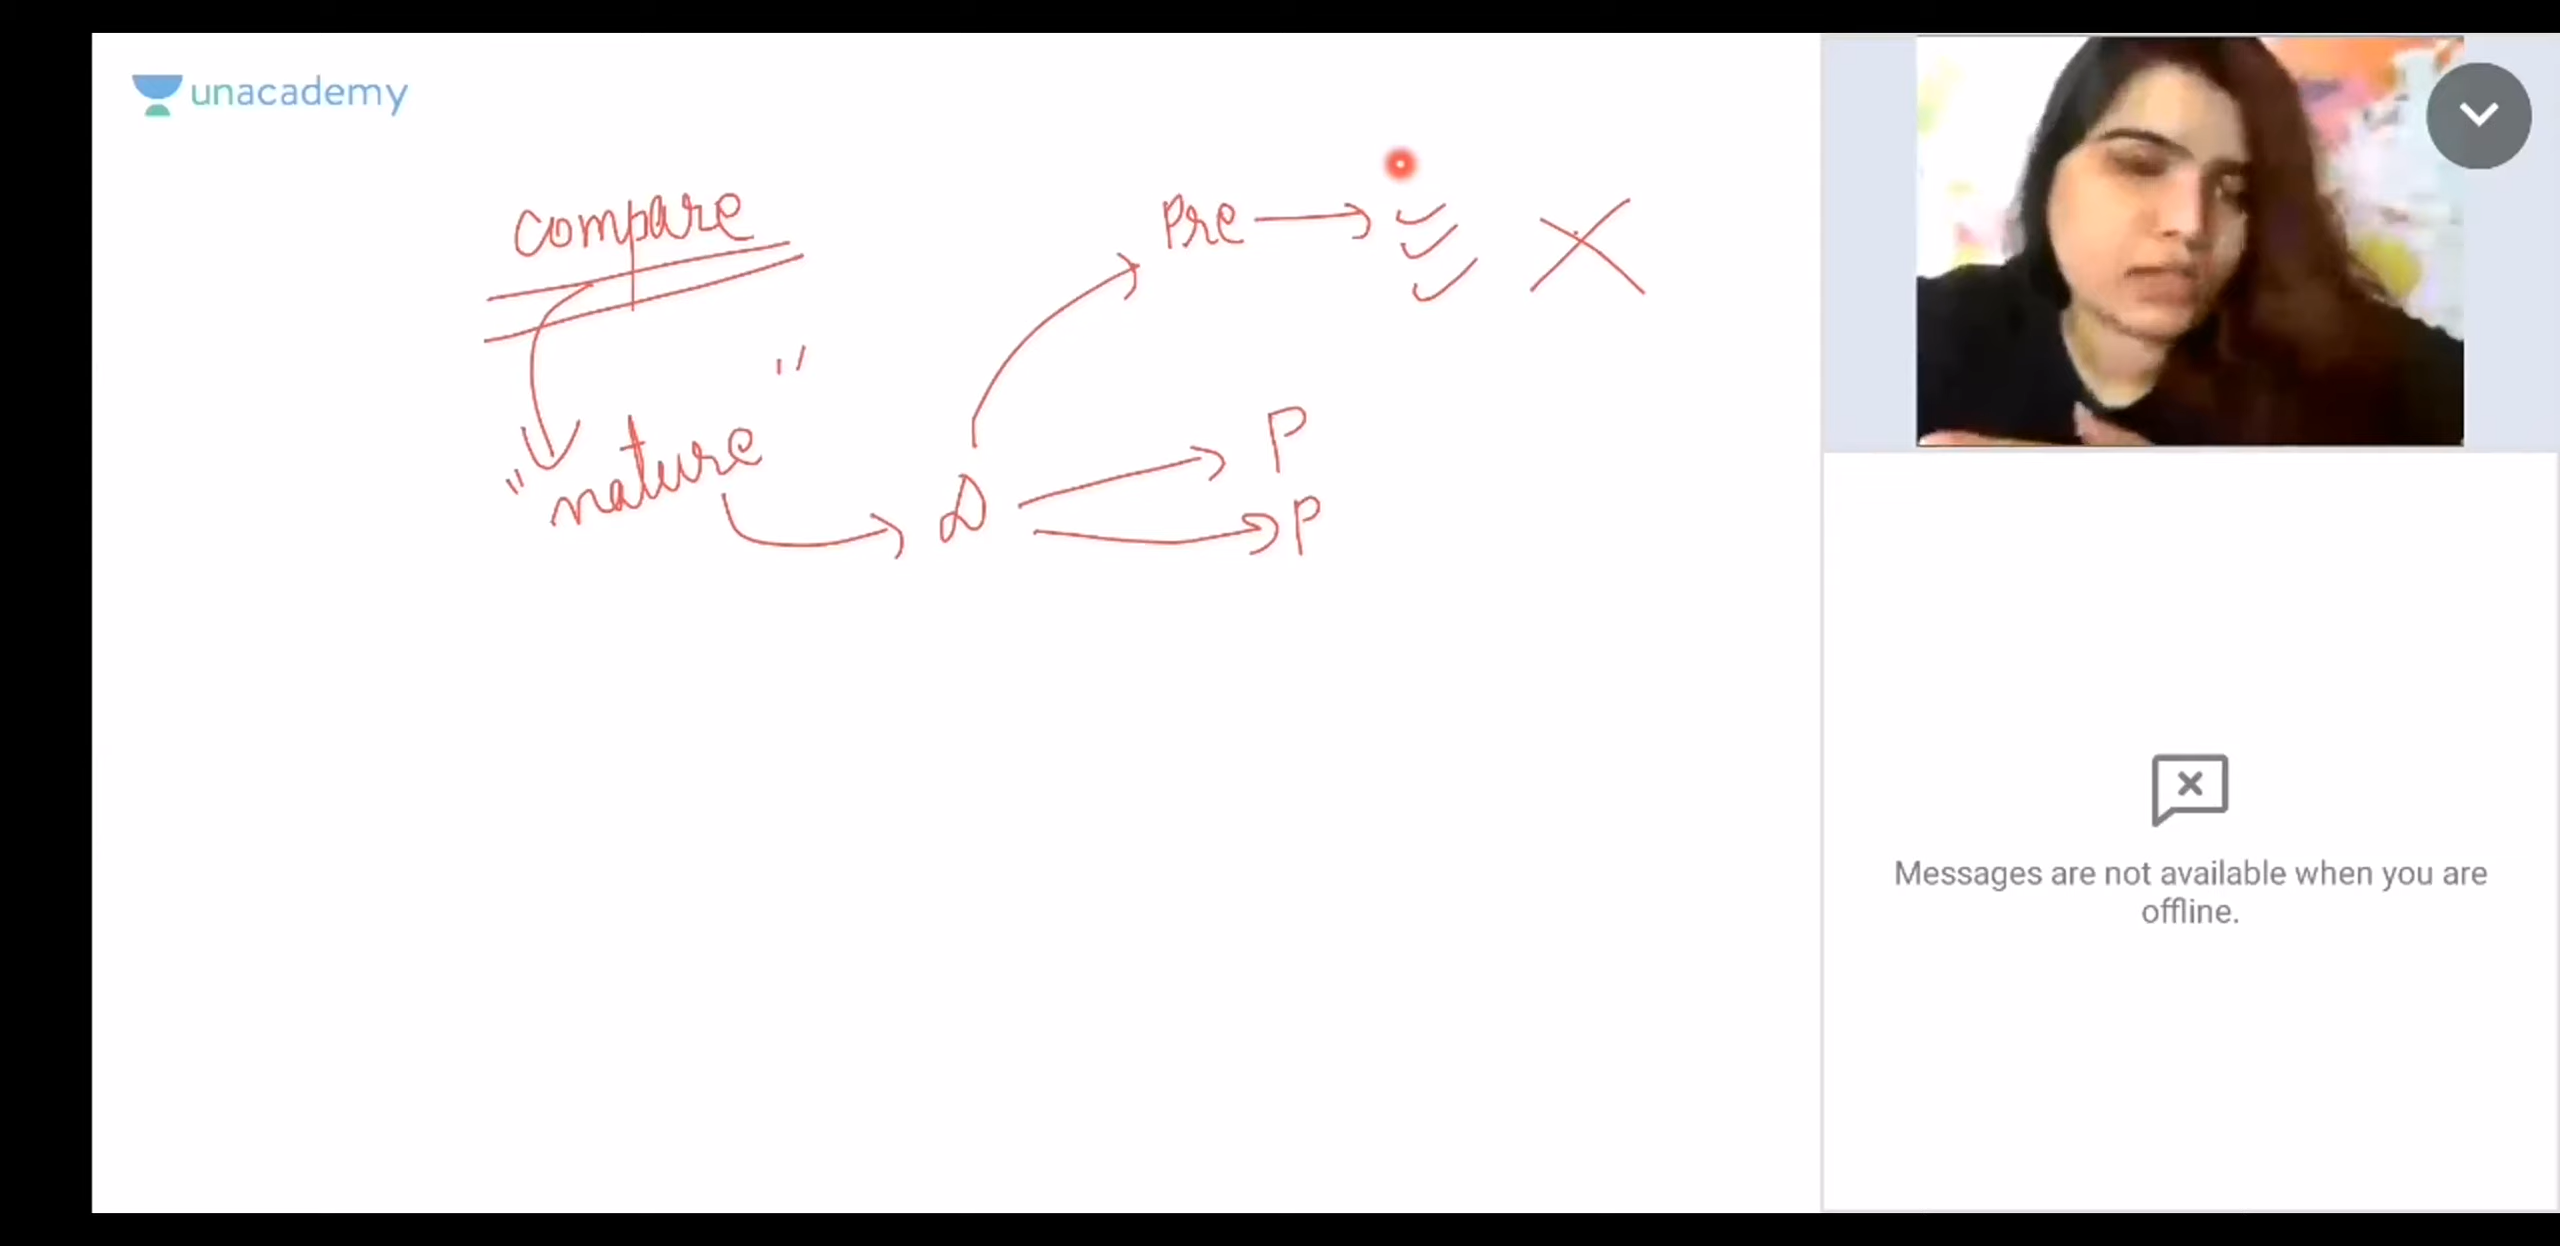 unacademy
compare
Pre
"nature"
D
P
P
Messages are not available when you are
offline.